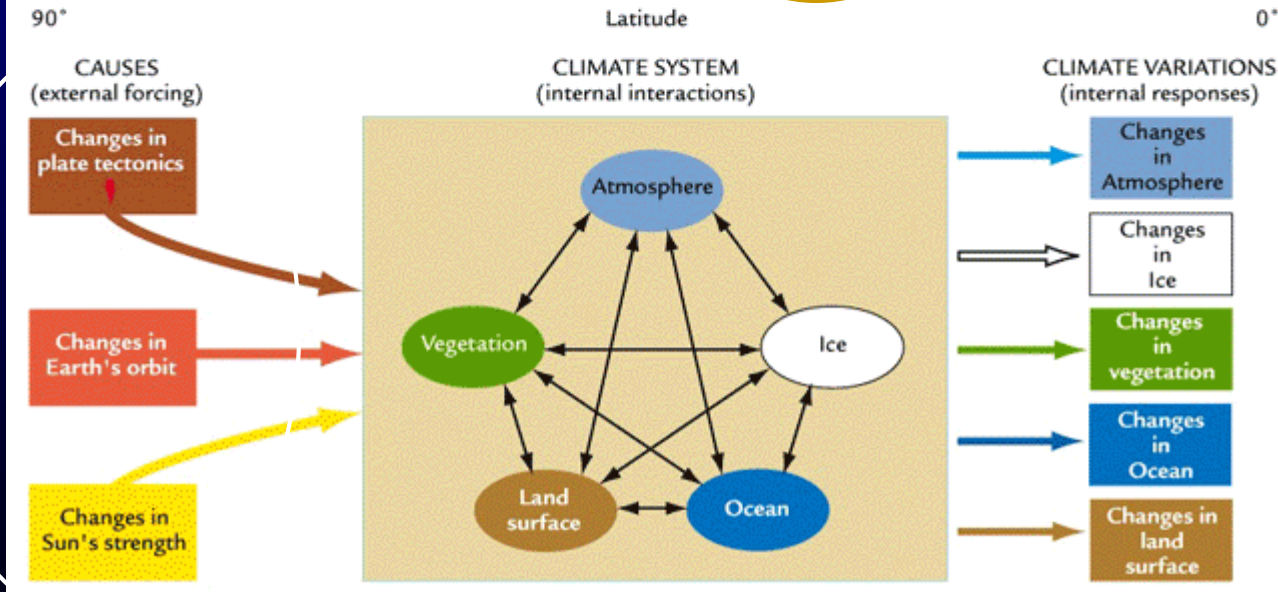 90°
Latitude
0°
CAUSES
(external forcing)
CLIMATE SYSTEM
(internal interactions)
CLIMATE VARIATIONS
(internal responses)
Changes in
plate tectonics
Changes in
Earth's orbit
Changes in
Sun's strength
Atmosphere
Vegetation
Ice
Land
surface
Ocean
Changes
in
Atmosphere
Changes
in
Ice
Changes
in
vegetation
Changes
in
Ocean
Changes in
land
surface